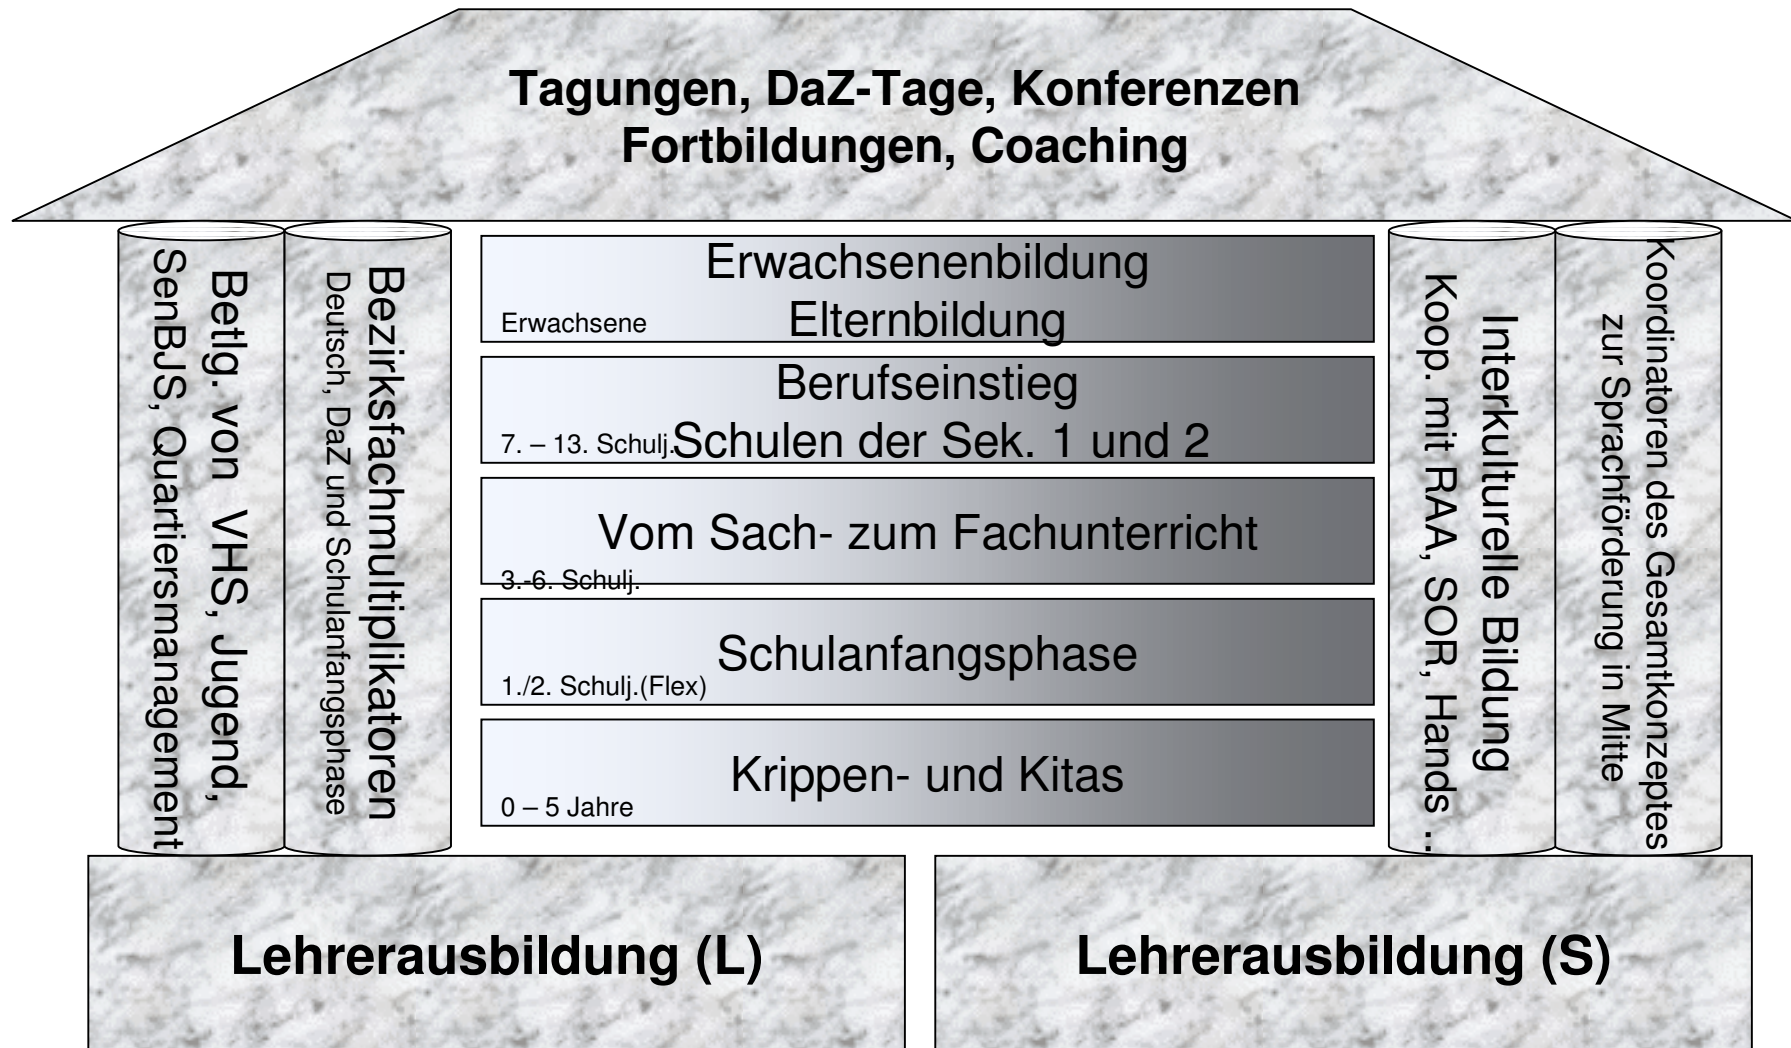 Tagungen, DaZ-Tage, Konferenzen
Fortbildungen, Coaching
Betlg. von VHS, Jugend,
SenBJS, Quartiersmanagement
Bezirksfachmultiplikatoren
Deutsch, DaZ und Schulanfangsphase
Erwachsenenbildung
Elternbildung
Erwachsene
Berufseinstieg
Schulen der Sek. 1 und 2
7. – 13. Schulj.
Vom Sach- zum Fachunterricht
3.-6. Schulj.
Schulanfangsphase
1./2. Schulj.(Flex)
Krippen- und Kitas
0 – 5 Jahre
Interkulturelle Bildung
Koop. mit RAA, SOR, Hands ..
Koordinatoren des Gesamtkonzeptes
zur Sprachförderung in Mitte
Lehrerausbildung (L)
Lehrerausbildung (S)